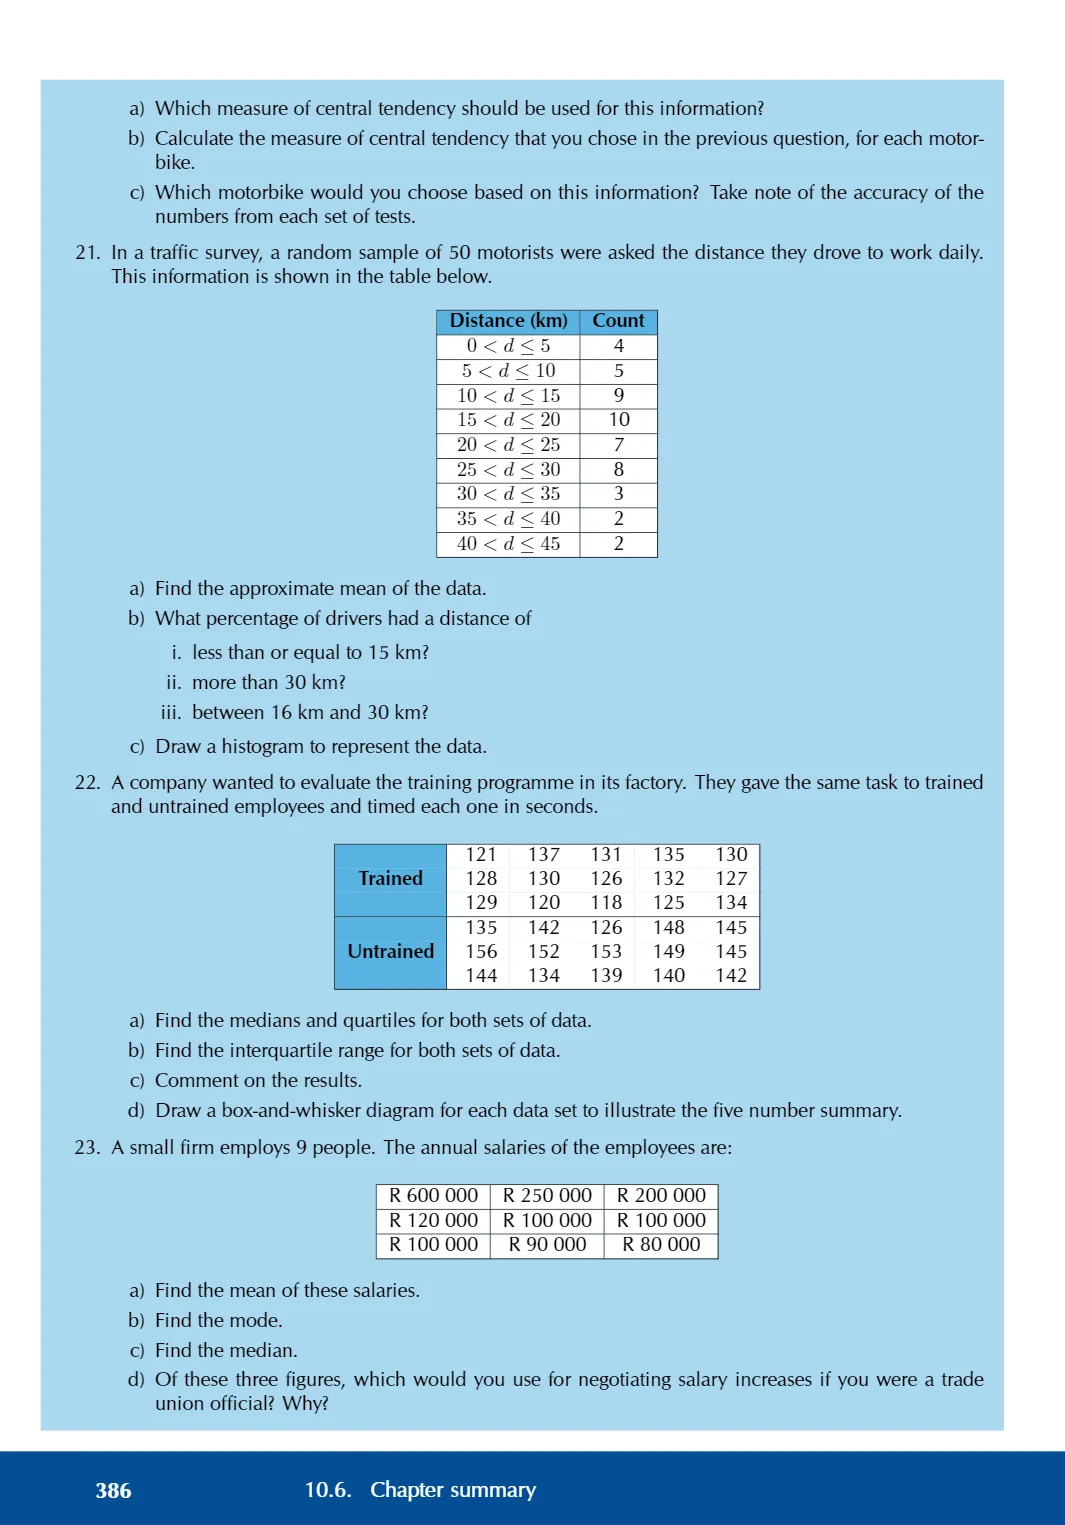 a) Which measure of central tendency should be used for this information?
b) Calculate the measure of central tendency that you chose in the previous question, for each motor-
bike.
c) Which motorbike would you choose based on this information? Take note of the accuracy of the
numbers from each set of tests.
21. In a traffic survey, a random sample of 50 motorists were asked the distance they drove to work daily.
This information is shown in the table below.
Distance (km) Count
0 < d ≤ 5 4
5 < d ≤ 10 5
10 < d ≤ 15 9
15 < d ≤ 20 10
20 < d ≤ 25 7
25 < d ≤ 30 8
30 < d ≤ 35 3
35 < d ≤ 40 2
40 < d ≤ 45 2
a) Find the approximate mean of the data.
b) What percentage of drivers had a distance of
i. less than or equal to 15 km?
ii. more than 30 km?
iii. between 16 km and 30 km?
c) Draw a histogram to represent the data.
22. A company wanted to evaluate the training programme in its factory. They gave the same task to trained
and untrained employees and timed each one in seconds.
121 137 131 135 130
Trained 128 130 126 132 127
129 120 118 125 134
135 142 126 148 145
Untrained 156 152 153 149 145
144 134 139 140 142
a) Find the medians and quartiles for both sets of data.
b) Find the interquartile range for both sets of data.
c) Comment on the results.
d) Draw a box-and-whisker diagram for each data set to illustrate the five number summary.
23. A small firm employs 9 people. The annual salaries of the employees are:
R 600 000 R 250 000 R 200 000
R 120 000 R 100 000 R 100 000
R 100 000 R 90 000 R 80 000
a) Find the mean of these salaries.
b) Find the mode.
c) Find the median.
d) Of these three figures, which would you use for negotiating salary increases if you were a trade
union official? Why?
386 10.6. Chapter summary